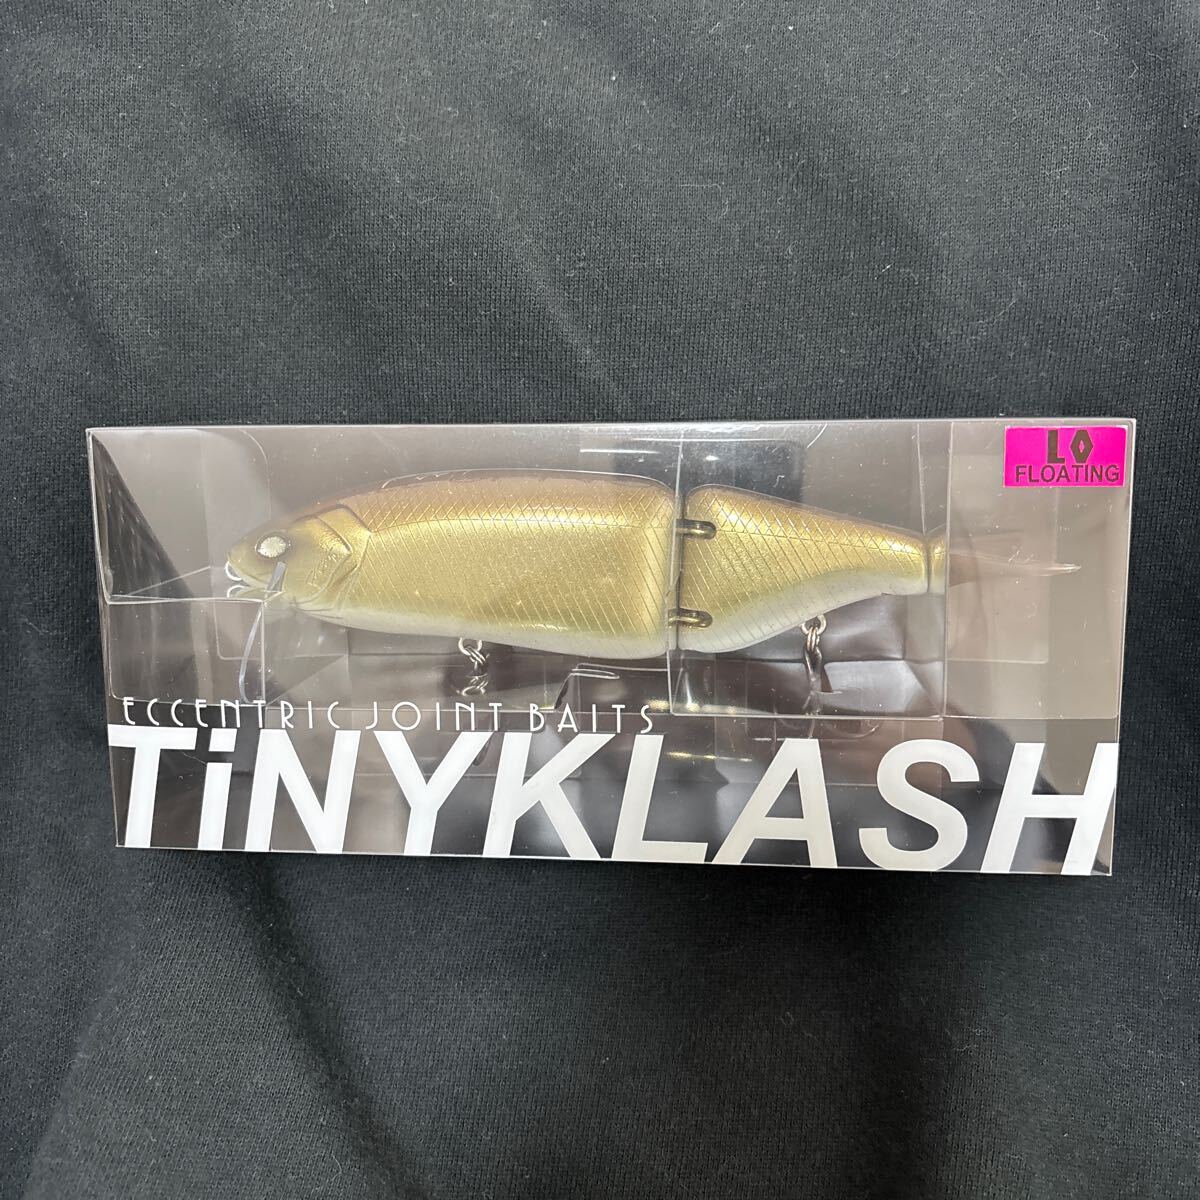 LO
FLOATING
ECCENTRIC JOINT BAITS
TiNYKLASH